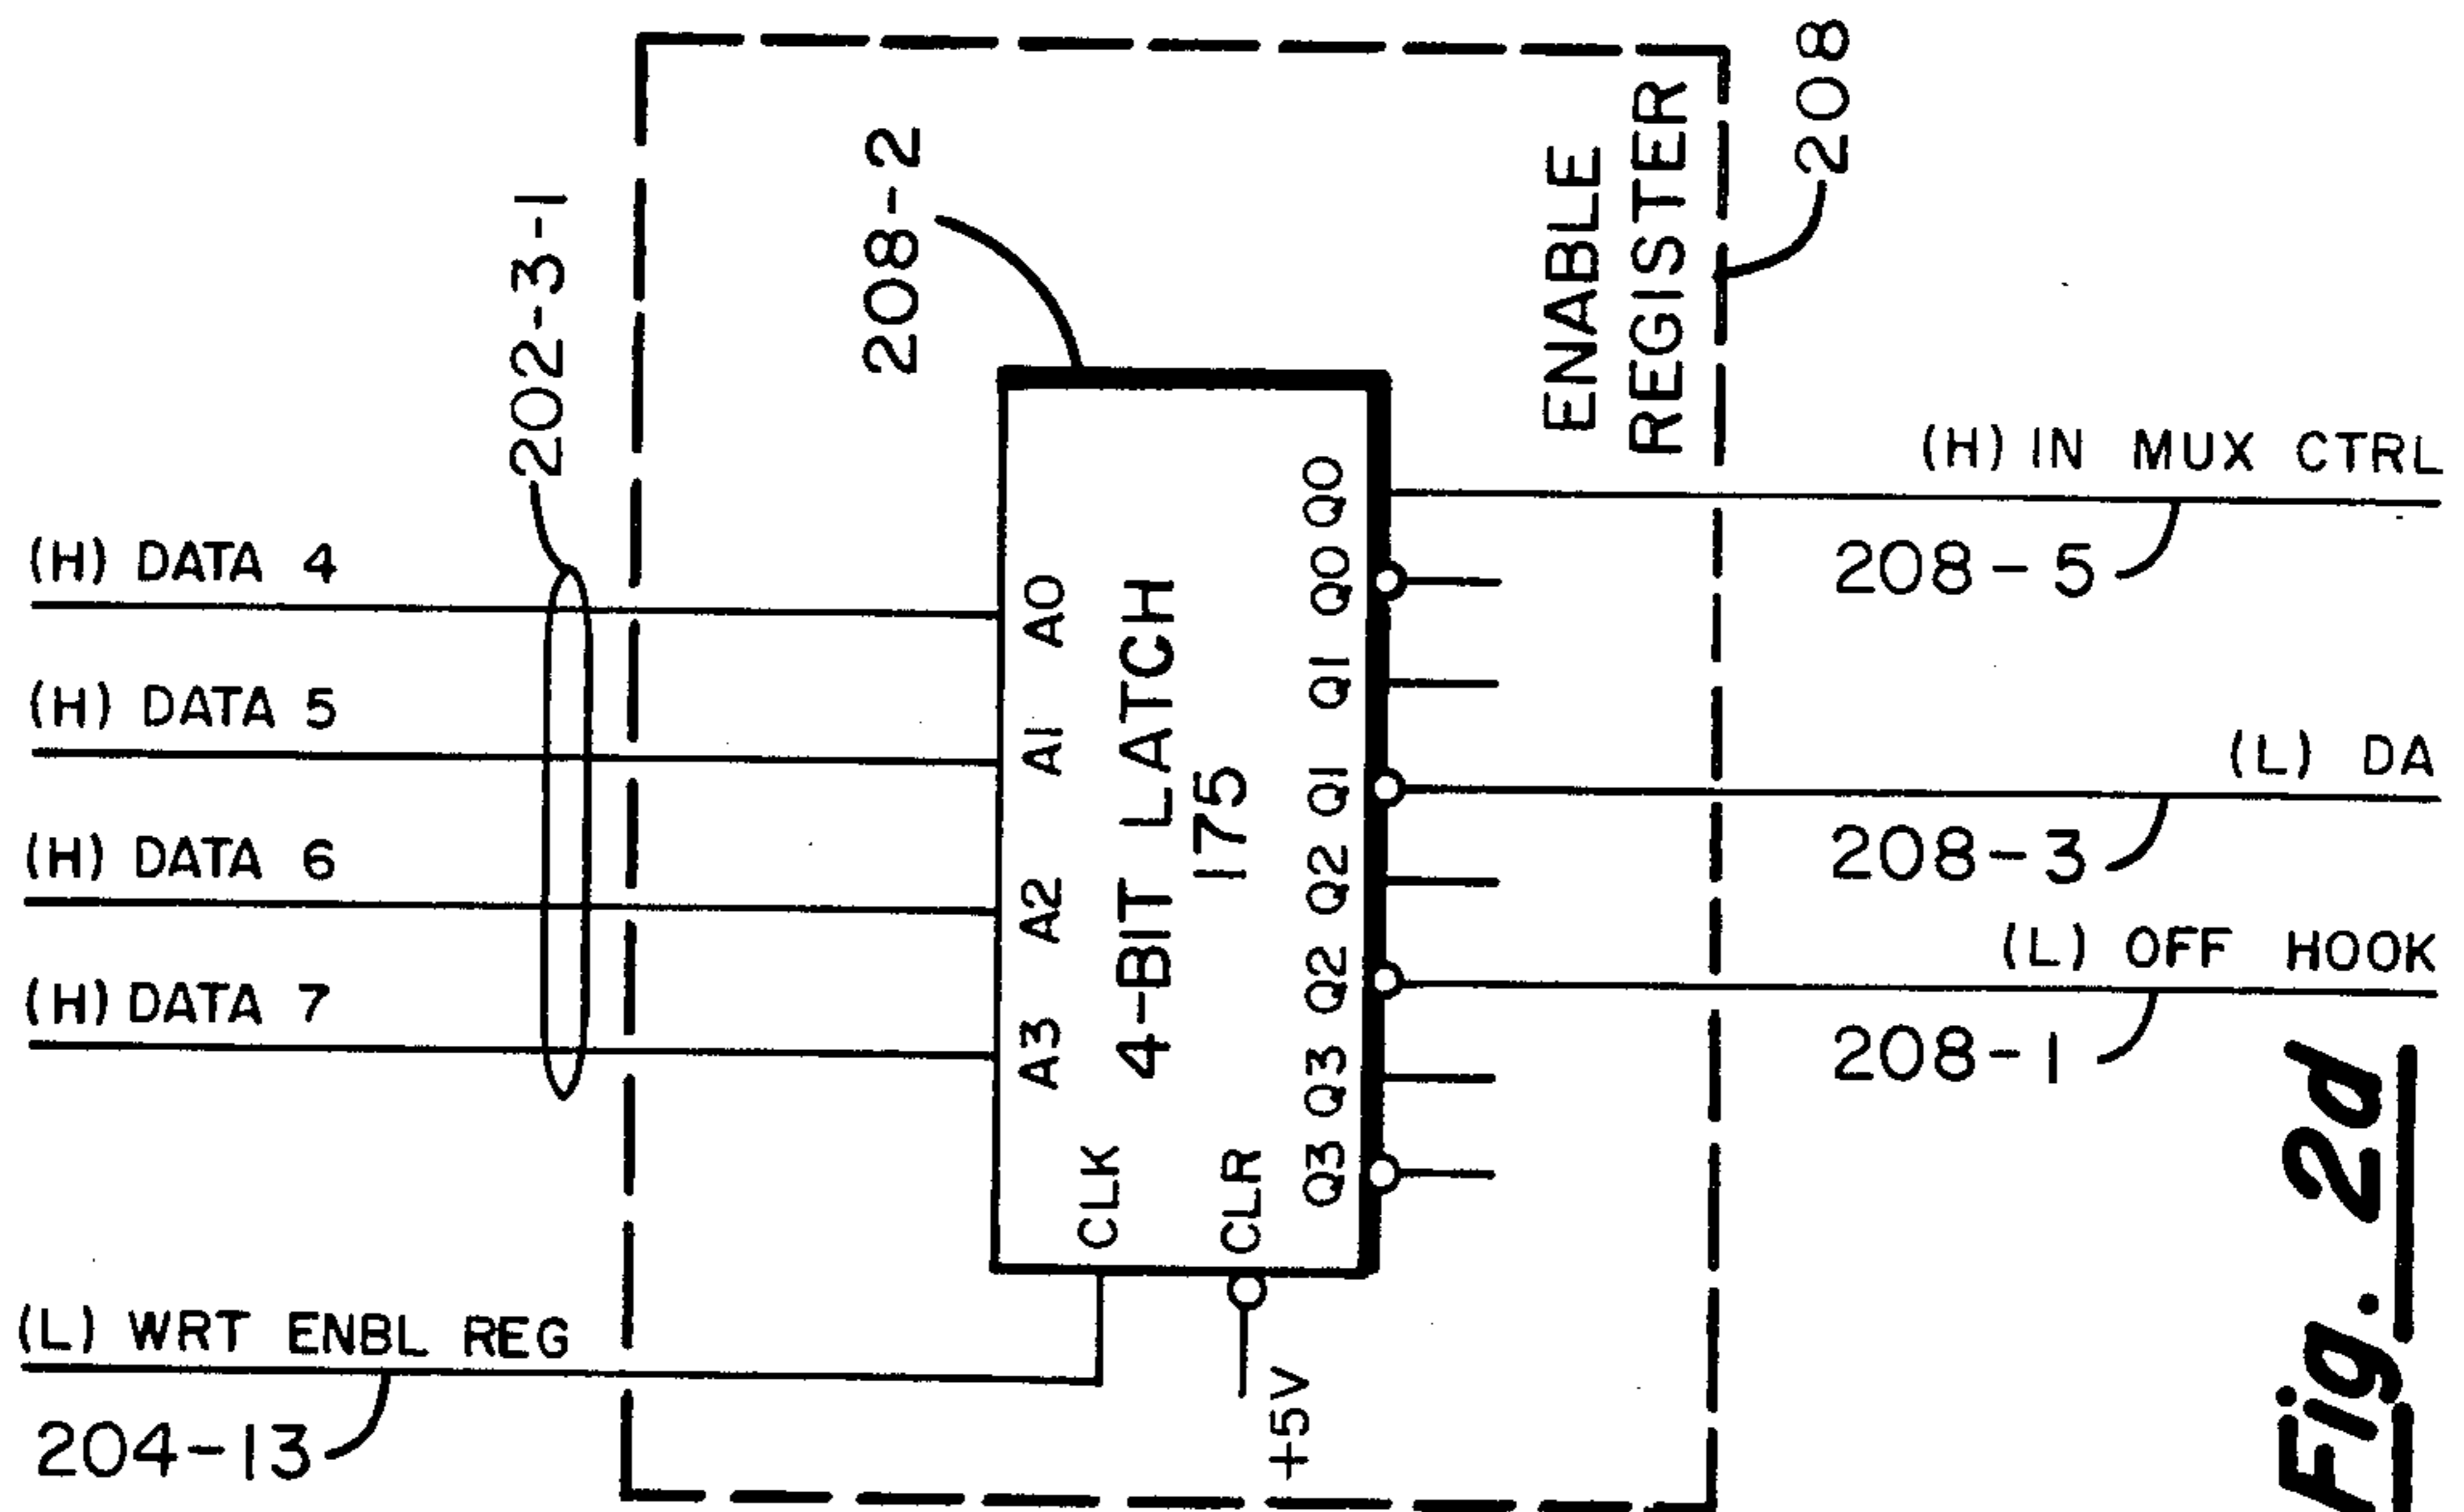 202-3-1
208-2
ENABLE
REGISTER
208
(H) DATA 4
(H) DATA 5
(H) DATA 6
(H) DATA 7
(L) WRT ENBL REG
204-13
A0
A1
A2
A3
4-BIT LATCH
175
CLK
CLR
+5V
Q0
Q0
Q1
Q1
Q2
Q2
Q3
Q3
(H) IN MUX CTRL
208-5
(L) DA
208-3
(L) OFF HOOK
208-1
Fig. 2d